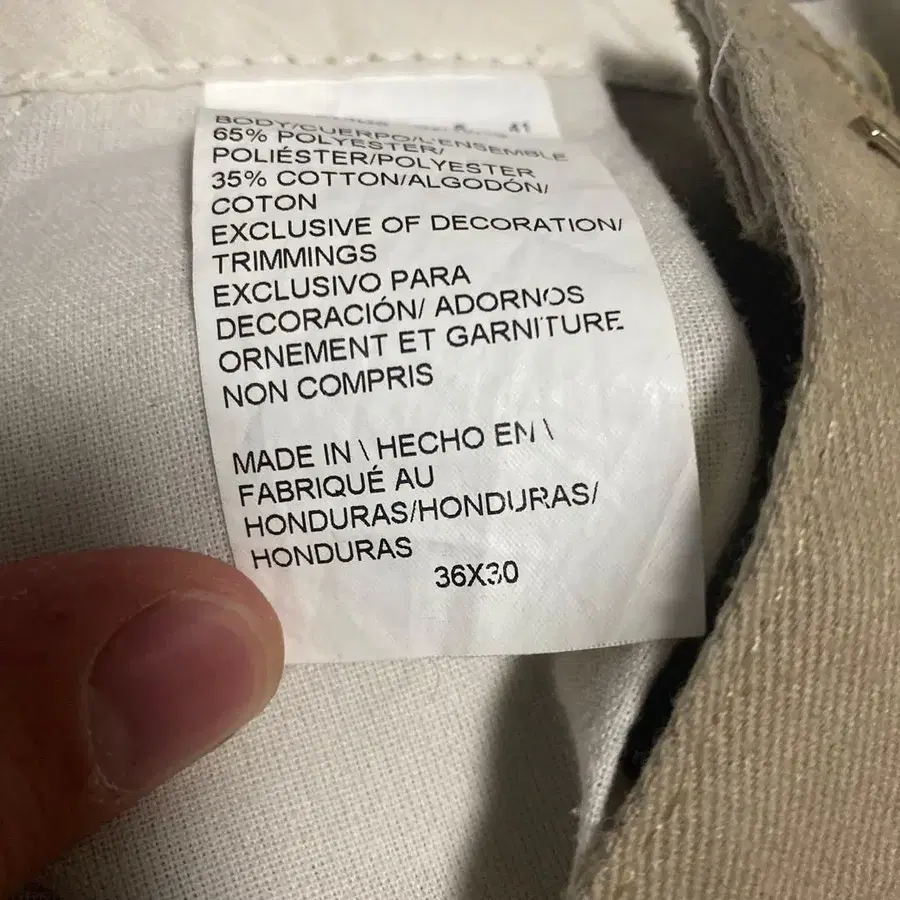 41
BODY/CUERPO/L'ENSEMBLE
65% POLYESTER/
POLIÉSTER/POLYESTER
35% COTTON/ALGODÓN/
COTON
EXCLUSIVE OF DECORATION/
TRIMMINGS
EXCLUSIVO PARA
DECORACIÓN/ ADORNOS
ORNEMENT ET GARNITURE
NON COMPRIS
MADE IN \ HECHO EN \
FABRIQUÉ AU
HONDURAS/HONDURAS/
HONDURAS
36X30